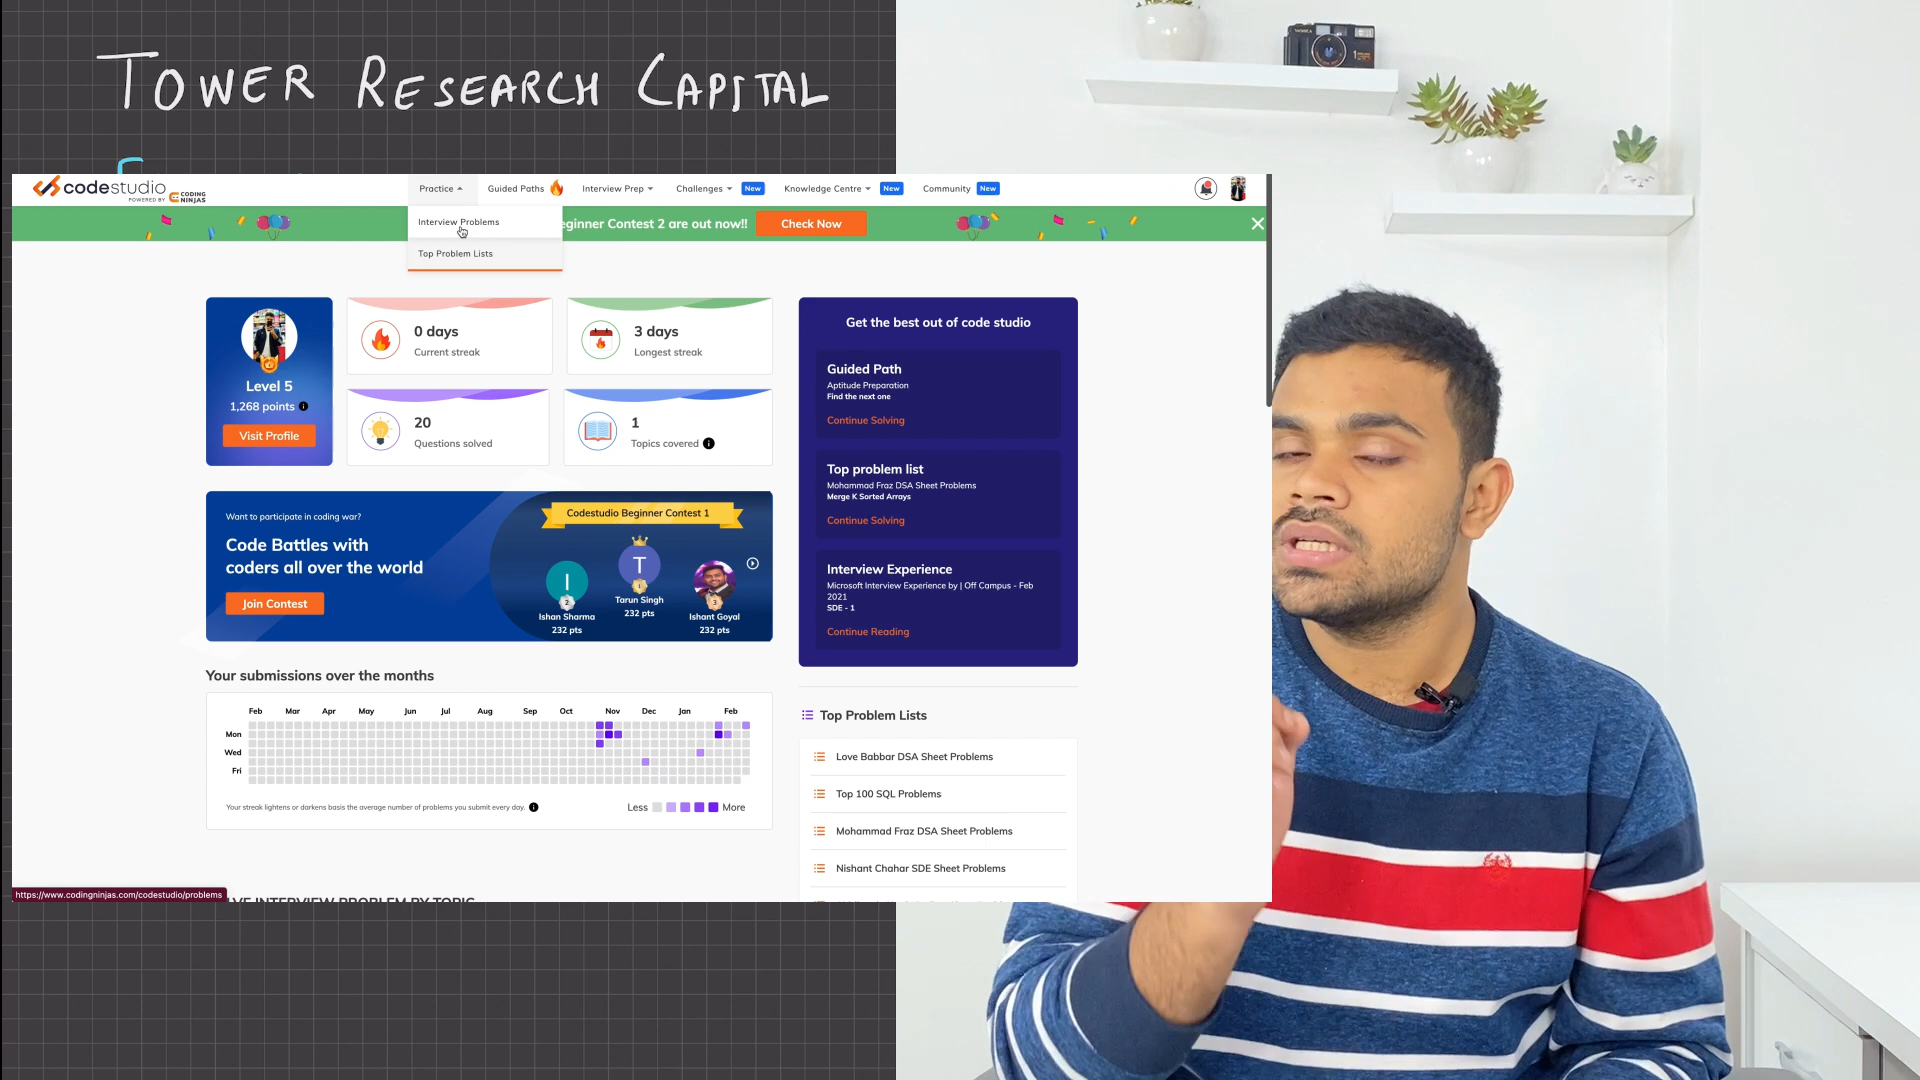 TOWER RESEARCH CAPITAL
codestudio
POWERED BY CODING NINJAS
Practice
Guided Paths
Interview Prep
Challenges New
Knowledge Centre New
Community New
Interview Problems
Top Problem Lists
eginner Contest 2 are out now!!
Check Now
Level 5
1,268 points
Visit Profile
0 days
Current streak
3 days
Longest streak
20
Questions solved
1
Topics covered
Want to participate in coding war?
Code Battles with
coders all over the world
Join Contest
Codestudio Beginner Contest 1
I
2
Ishan Sharma
232 pts
T
1
Tarun Singh
232 pts
3
Ishant Goyal
232 pts
Your submissions over the months
Feb Mar Apr May Jun Jul Aug Sep Oct Nov Dec Jan Feb
Mon
Wed
Fri
Your streak lightens or darkens basis the average number of problems you submit every day.
Less More
Get the best out of code studio
Guided Path
Aptitude Preparation
Find the next one
Continue Solving
Top problem list
Mohammad Fraz DSA Sheet Problems
Merge K Sorted Arrays
Continue Solving
Interview Experience
Microsoft Interview Experience by | Off Campus - Feb
2021
SDE - 1
Continue Reading
Top Problem Lists
Love Babbar DSA Sheet Problems
Top 100 SQL Problems
Mohammad Fraz DSA Sheet Problems
Nishant Chahar SDE Sheet Problems
https://www.codingninjas.com/codestudio/problems
VE INTERVIEW PROBLEM BY TOPIC